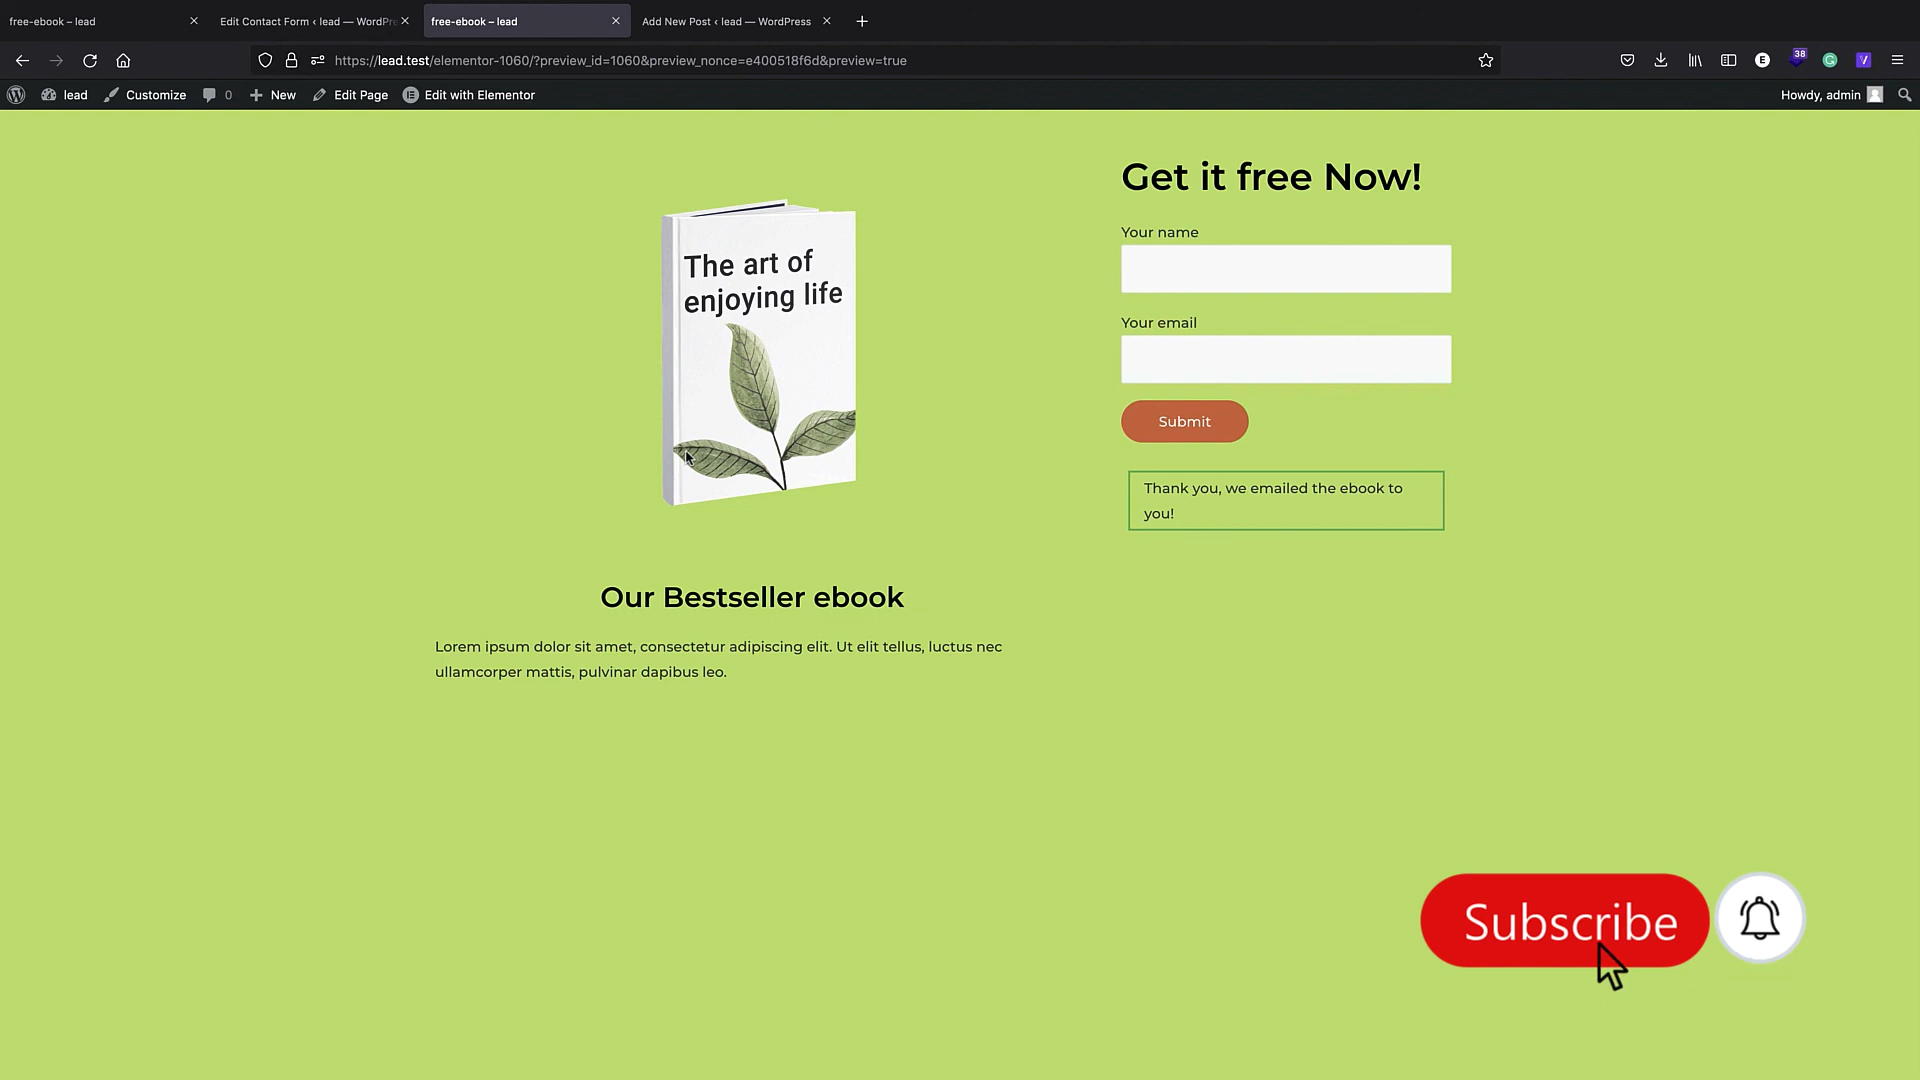 free-ebook – lead
Edit Contact Form ‹ lead — WordPre
free-ebook – lead
Add New Post ‹ lead — WordPress
https://lead.test/elementor-1060/?preview_id=1060&preview_nonce=e400518f6d&preview=true
38
E
G
V
lead
Customize
0
New
Edit Page
Edit with Elementor
Howdy, admin
Get it free Now!
Your name
The art of
enjoying life
Your email
Submit
Thank you, we emailed the ebook to
you!
Our Bestseller ebook
Lorem ipsum dolor sit amet, consectetur adipiscing elit. Ut elit tellus, luctus nec
ullamcorper mattis, pulvinar dapibus leo.
Subscribe